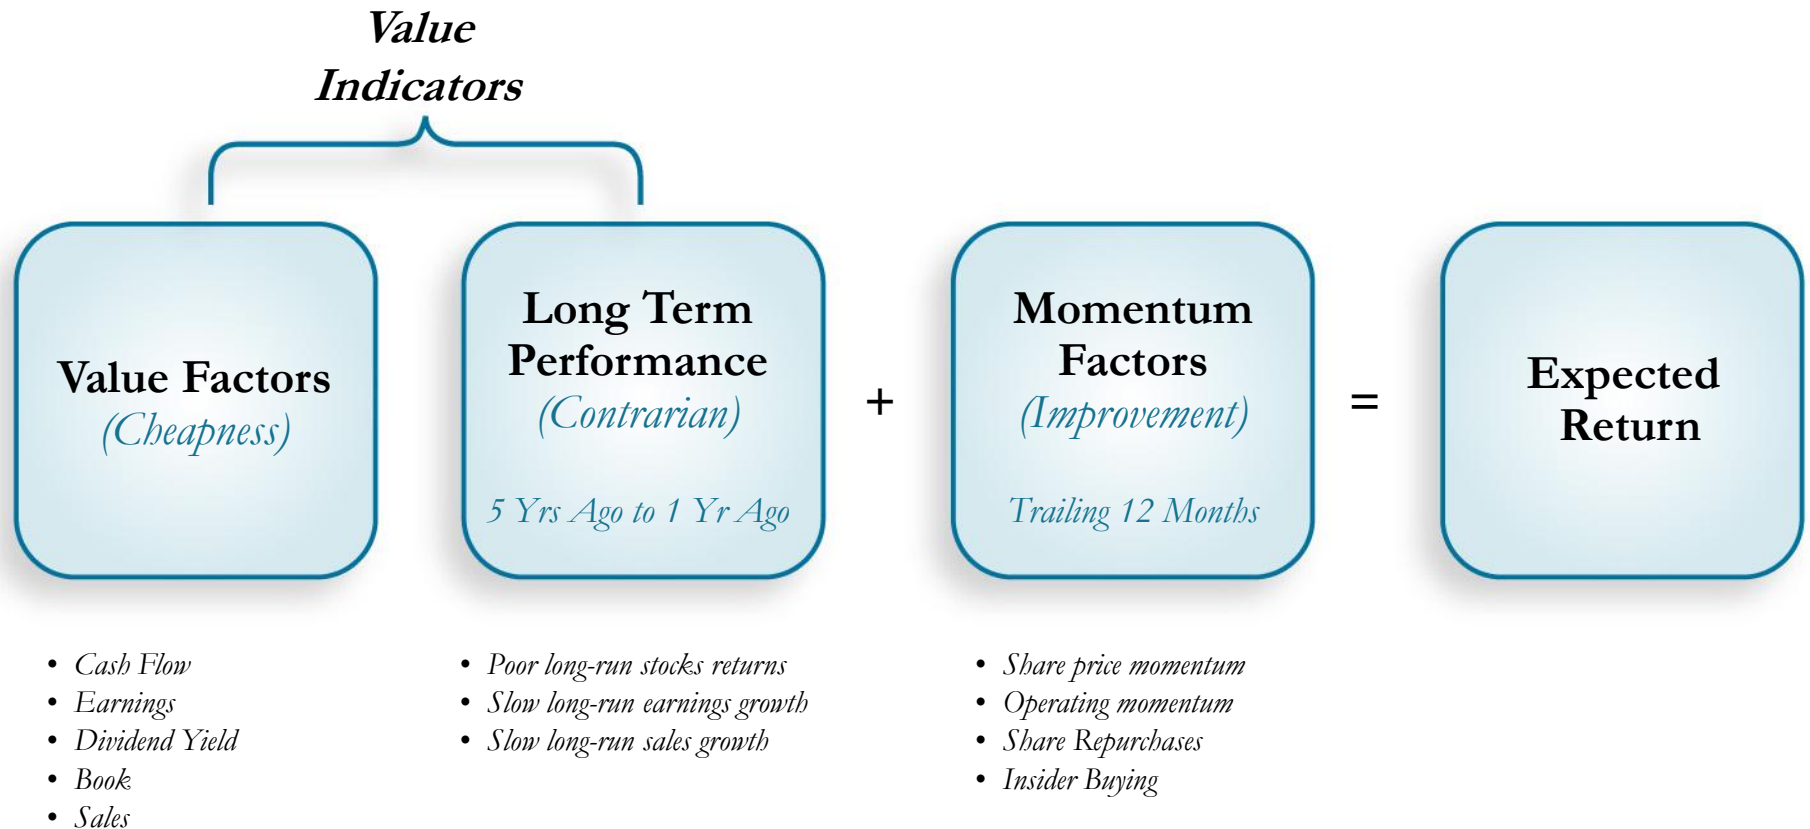 Value
Indicators
Value Factors
(Cheapness)
Long Term
Performance
(Contrarian)
5 Yrs Ago to 1 Yr Ago
+
Momentum
Factors
(Improvement)
Trailing 12 Months
=
Expected
Return
• Cash Flow
• Earnings
• Dividend Yield
• Book
• Sales
• Poor long-run stocks returns
• Slow long-run earnings growth
• Slow long-run sales growth
• Share price momentum
• Operating momentum
• Share Repurchases
• Insider Buying